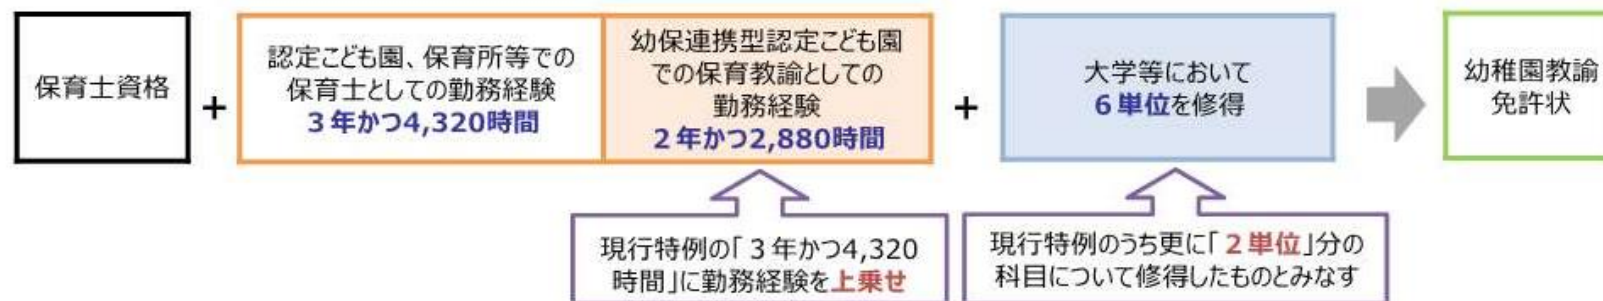 保育士資格
+
認定こども園、保育所等での
保育士としての勤務経験
3年かつ4,320時間
幼保連携型認定こども園
での保育教諭としての
勤務経験
2年かつ2,880時間
+
大学等において
6単位を修得
幼稚園教諭
免許状
現行特例の「3年かつ4,320
時間」に勤務経験を上乗せ
現行特例のうち更に「2単位」分の
科目について修得したものとみなす